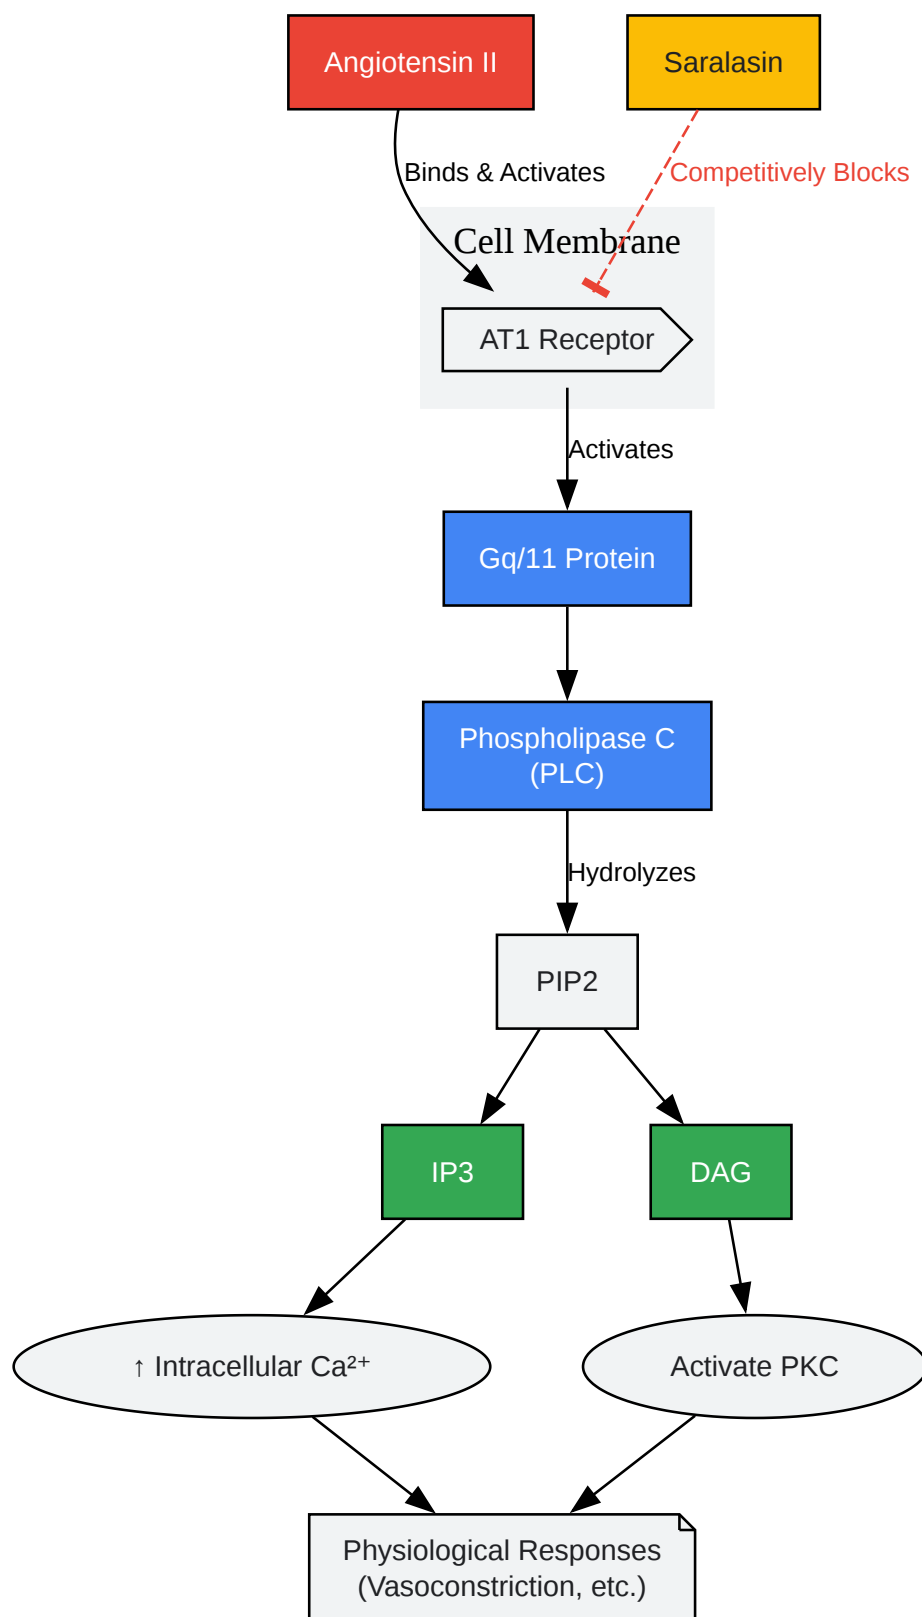 Angiotensin II
Saralasin
Binds & Activates
Competitively Blocks
Cell Membrane
AT1 Receptor
Activates
Gq/11 Protein
Phospholipase C
(PLC)
Hydrolyzes
PIP2
IP3
DAG
↑ Intracellular Ca²⁺
Activate PKC
Physiological Responses
(Vasoconstriction, etc.)